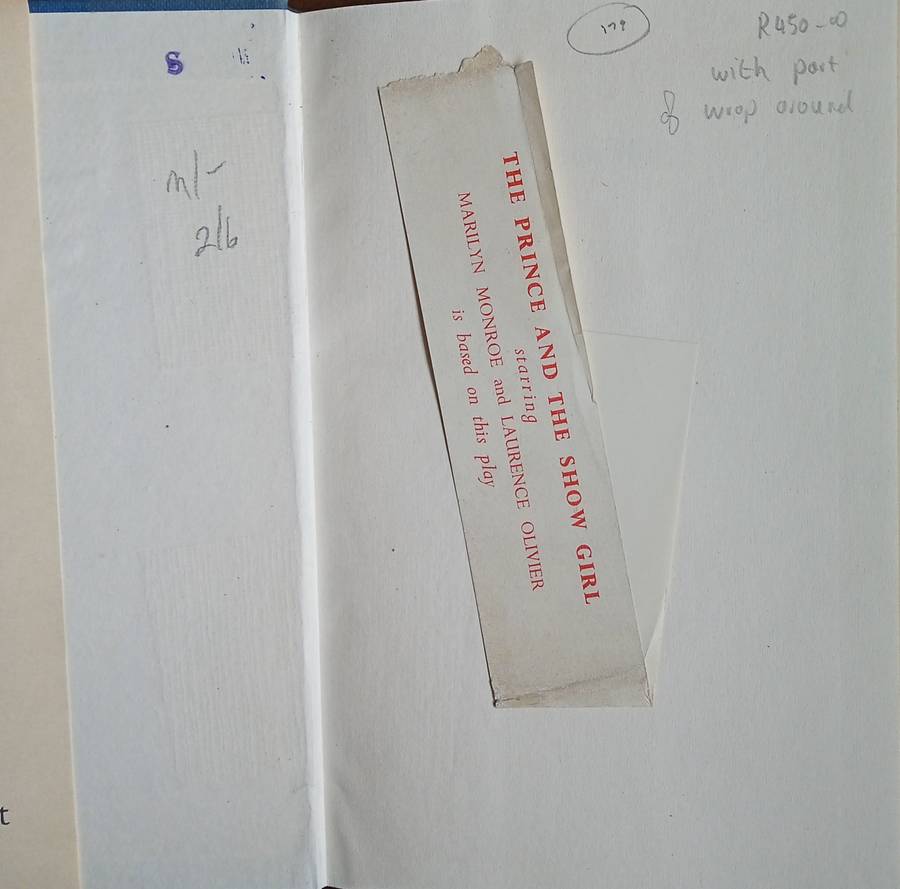 S
n/-
2/6
179
R450-00
with part
of wrap around
THE PRINCE AND THE SHOW GIRL
starring
MARILYN MONROE and LAURENCE OLIVIER
is based on this play
t